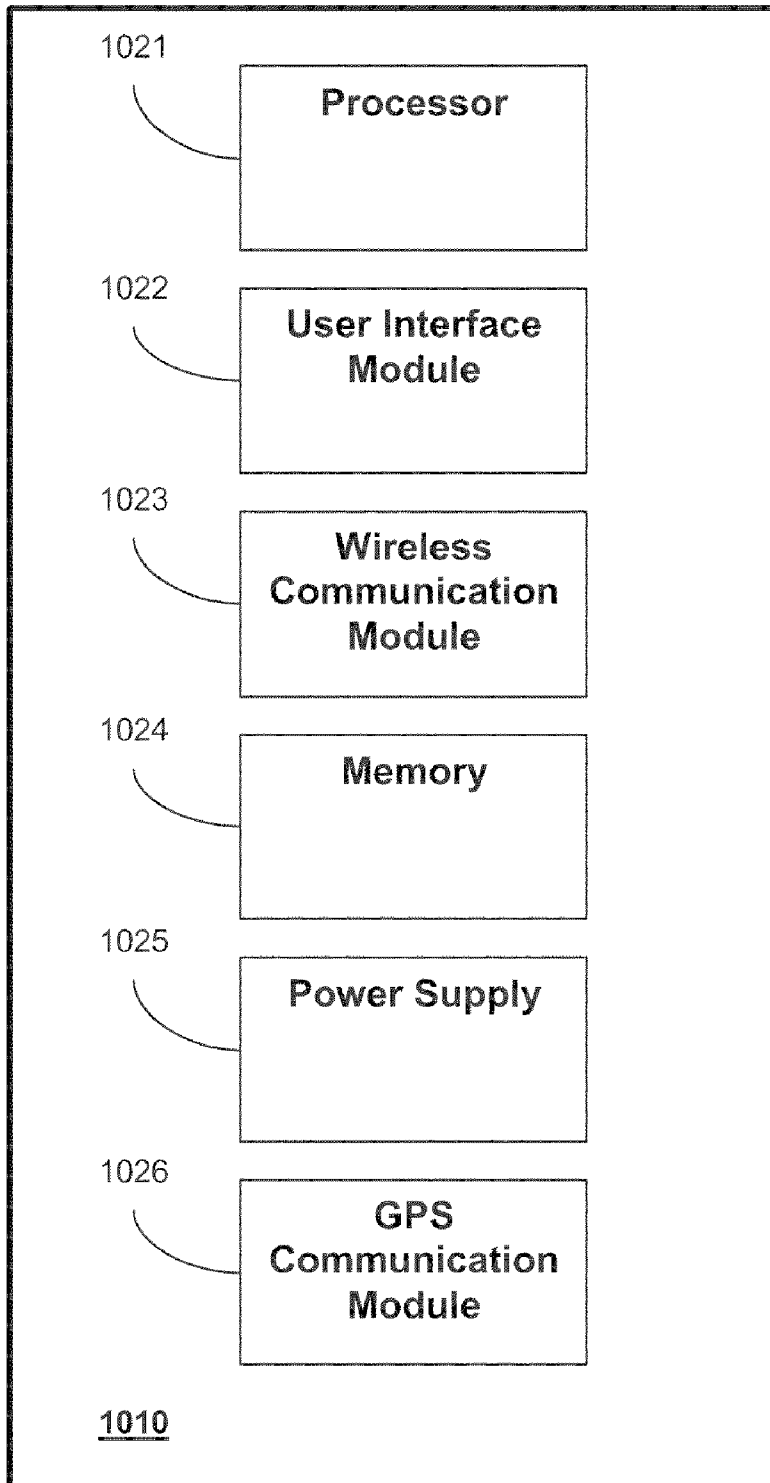 1021
Processor
1022
User Interface
Module
1023
Wireless
Communication
Module
1024
Memory
1025
Power Supply
1026
GPS
Communication
Module
1010